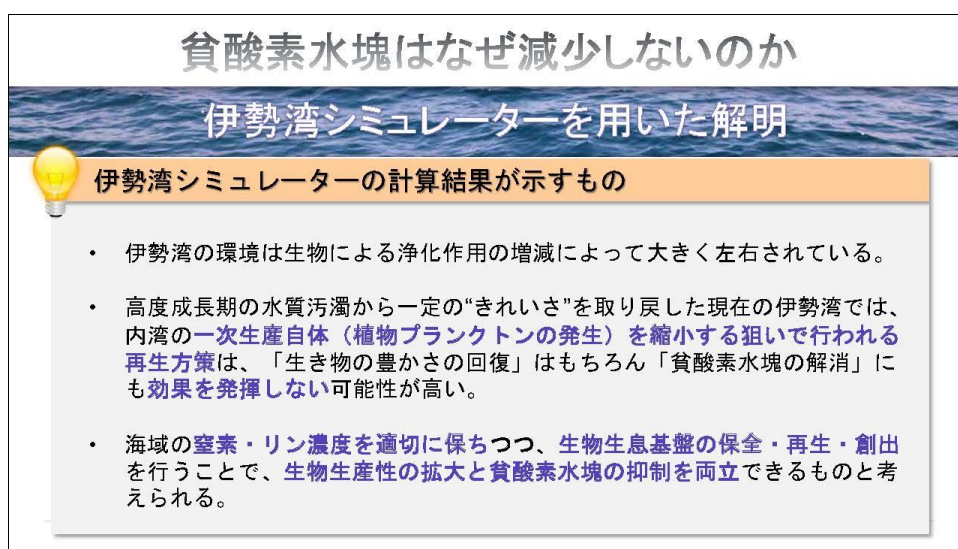 貧酸素水塊はなぜ減少しないのか
伊勢湾シミュレーターを用いた解明
伊勢湾シミュレーターの計算結果が示すもの
• 伊勢湾の環境は生物による浄化作用の増減によって大きく左右されている。
• 高度成長期の水質汚濁から一定の“きれいさ”を取り戻した現在の伊勢湾では、
内湾の一次生産自体（植物プランクトンの発生）を縮小する狙いで行われる
再生方策は、「生き物の豊かさの回復」はもちろん「貧酸素水塊の解消」に
も効果を発揮しない可能性が高い。
• 海域の窒素・リン濃度を適切に保ちつつ、生物生息基盤の保全・再生・創出
を行うことで、生物生産性の拡大と貧酸素水塊の抑制を両立できるものと考
えられる。